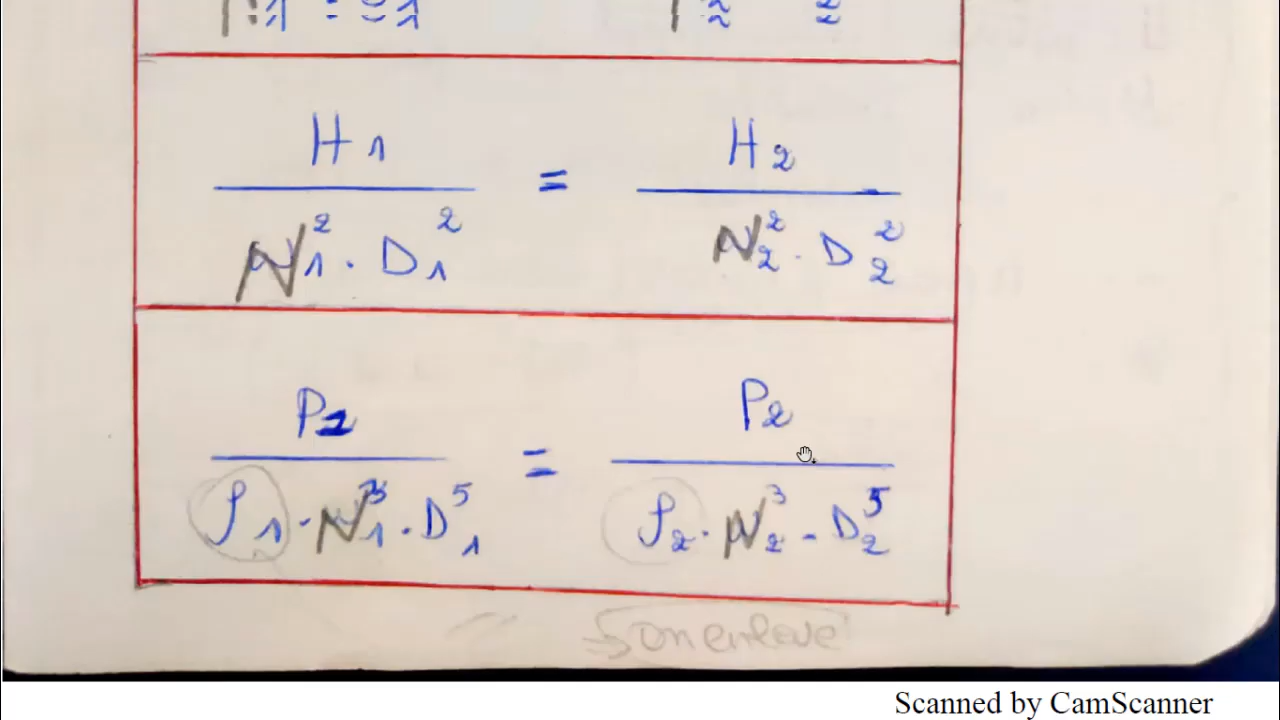 H1 / N1² · D1² = H2 / N2² · D2²
P1 / ρ1 · N1³ · D1⁵ = P2 / ρ2 · N2³ · D2⁵
→ on enlève
Scanned by CamScanner